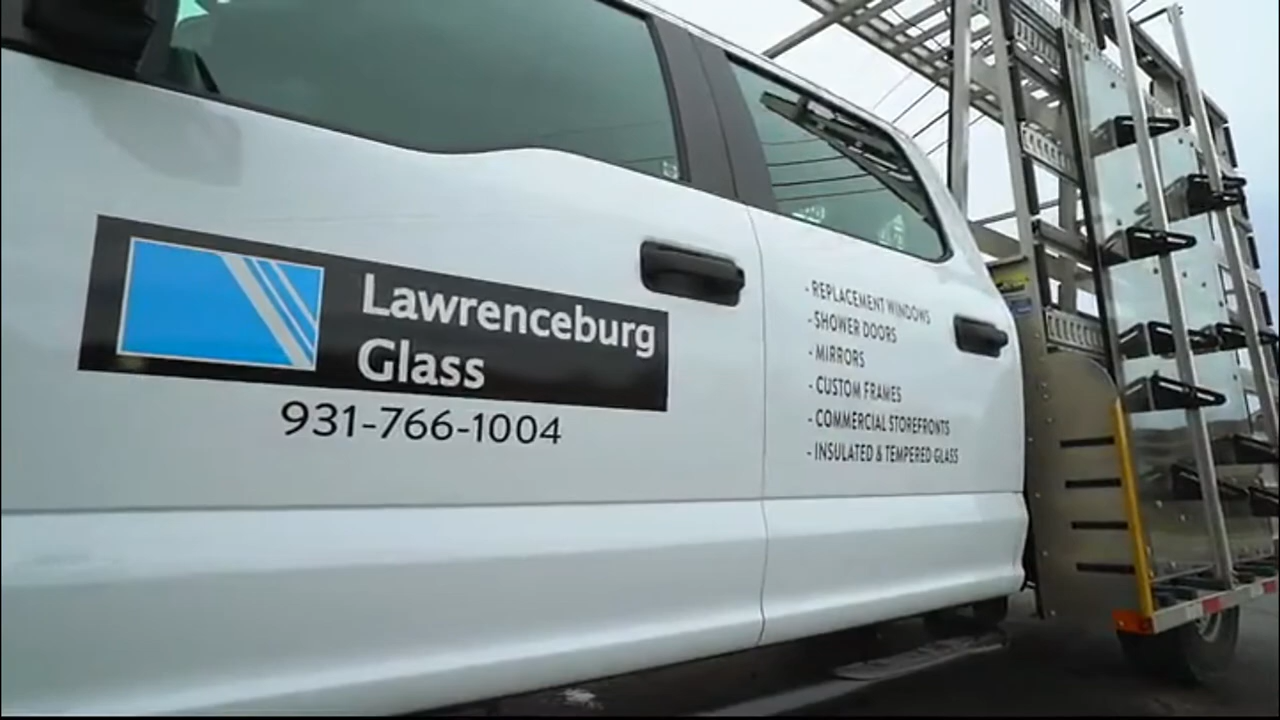 Lawrenceburg
Glass
931-766-1004
- REPLACEMENT WINDOWS
- SHOWER DOORS
- MIRRORS
- CUSTOM FRAMES
- COMMERCIAL STOREFRONTS
- INSULATED & TEMPERED GLASS